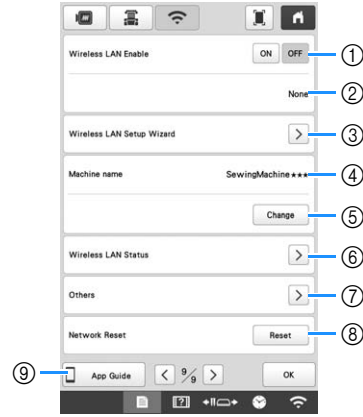 Wireless LAN Enable ON OFF ①
None ②
Wireless LAN Setup Wizard > ③
Machine name SewingMachine★★★ ④
Change ⑤
Wireless LAN Status > ⑥
Others > ⑦
Network Reset Reset ⑧
⑨ App Guide < 9/9 > OK